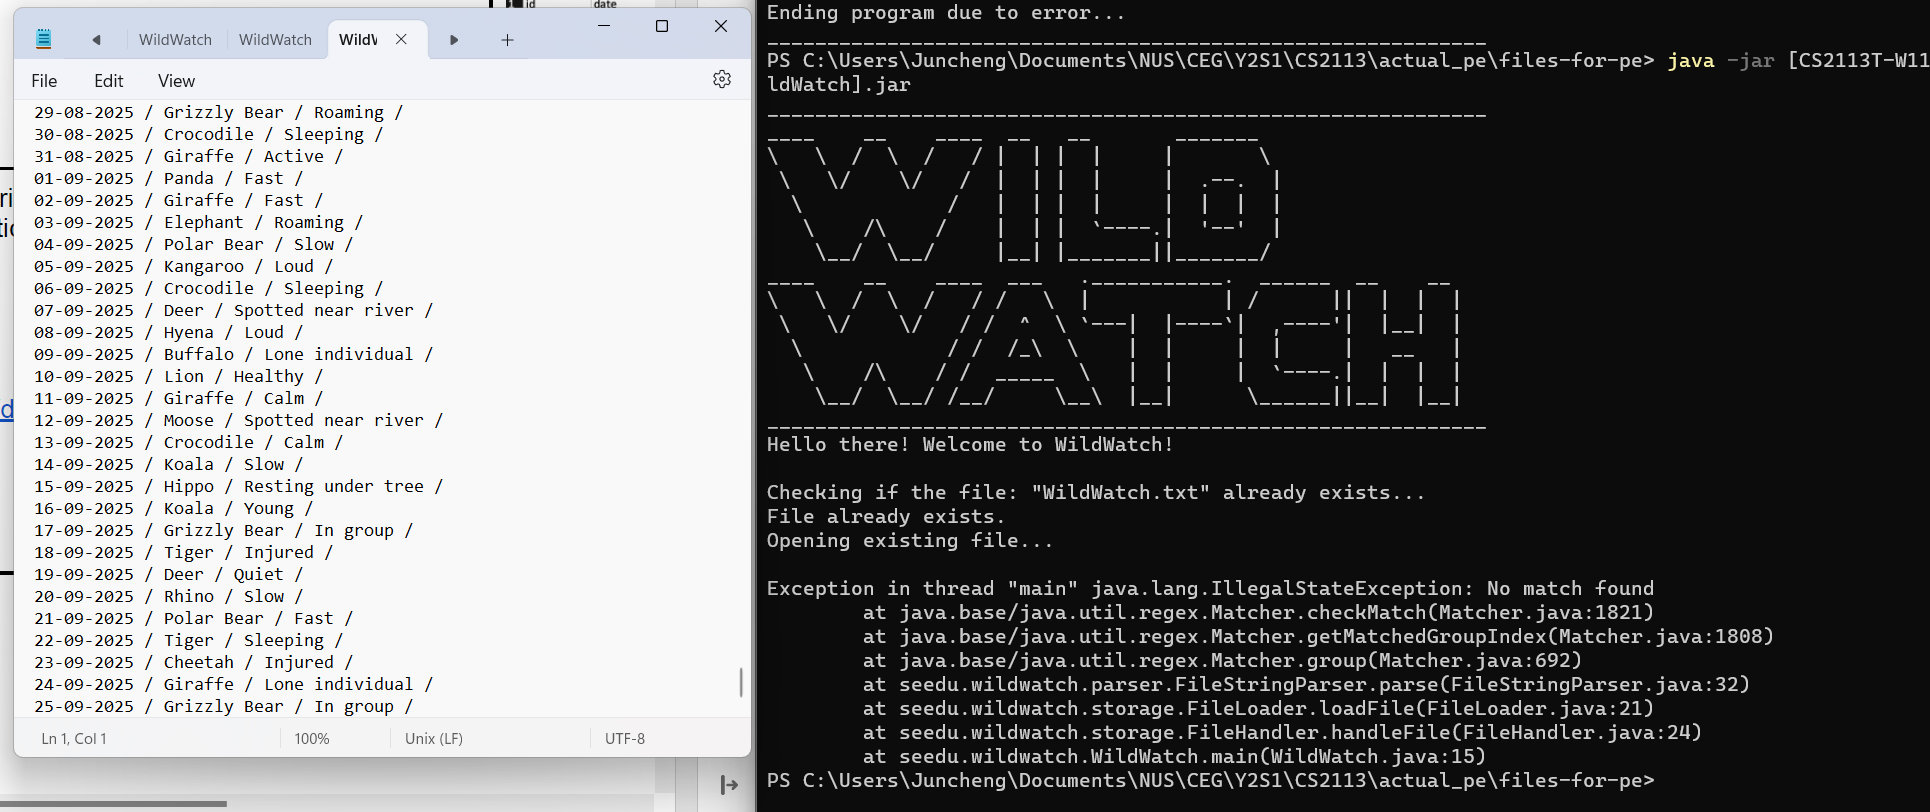 id date
WildWatch WildWatch WildW
File Edit View
29-08-2025 / Grizzly Bear / Roaming /
30-08-2025 / Crocodile / Sleeping /
31-08-2025 / Giraffe / Active /
01-09-2025 / Panda / Fast /
02-09-2025 / Giraffe / Fast /
03-09-2025 / Elephant / Roaming /
04-09-2025 / Polar Bear / Slow /
05-09-2025 / Kangaroo / Loud /
06-09-2025 / Crocodile / Sleeping /
07-09-2025 / Deer / Spotted near river /
08-09-2025 / Hyena / Loud /
09-09-2025 / Buffalo / Lone individual /
10-09-2025 / Lion / Healthy /
11-09-2025 / Giraffe / Calm /
12-09-2025 / Moose / Spotted near river /
13-09-2025 / Crocodile / Calm /
14-09-2025 / Koala / Slow /
15-09-2025 / Hippo / Resting under tree /
16-09-2025 / Koala / Young /
17-09-2025 / Grizzly Bear / In group /
18-09-2025 / Tiger / Injured /
19-09-2025 / Deer / Quiet /
20-09-2025 / Rhino / Slow /
21-09-2025 / Polar Bear / Fast /
22-09-2025 / Tiger / Sleeping /
23-09-2025 / Cheetah / Injured /
24-09-2025 / Giraffe / Lone individual /
25-09-2025 / Grizzly Bear / In group /
Ln 1, Col 1 100% Unix (LF) UTF-8
Ending program due to error...
PS C:\Users\Juncheng\Documents\NUS\CEG\Y2S1\CS2113\actual_pe\files-for-pe> java -jar [CS2113T-W11
ldWatch].jar
WILD
WATCH
Hello there! Welcome to WildWatch!
Checking if the file: "WildWatch.txt" already exists...
File already exists.
Opening existing file...
Exception in thread "main" java.lang.IllegalStateException: No match found
at java.base/java.util.regex.Matcher.checkMatch(Matcher.java:1821)
at java.base/java.util.regex.Matcher.getMatchedGroupIndex(Matcher.java:1808)
at java.base/java.util.regex.Matcher.group(Matcher.java:692)
at seedu.wildwatch.parser.FileStringParser.parse(FileStringParser.java:32)
at seedu.wildwatch.storage.FileLoader.loadFile(FileLoader.java:21)
at seedu.wildwatch.storage.FileHandler.handleFile(FileHandler.java:24)
at seedu.wildwatch.WildWatch.main(WildWatch.java:15)
PS C:\Users\Juncheng\Documents\NUS\CEG\Y2S1\CS2113\actual_pe\files-for-pe>